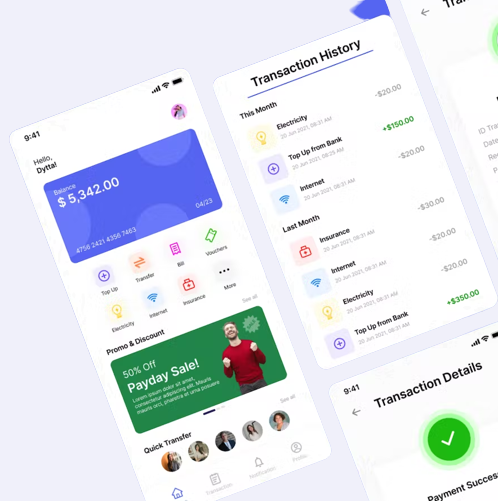 9:41
Hello,
Dytta!
Balance
$ 5,342.00
4756 2421 4356 7463
04/23
Top Up
Transfer
Bill
Vouchers
Electricity
Internet
Insurance
More
Promo & Discount
See all
50% Off
Payday Sale!
Lorem ipsum dolor sit amet,
consectetur adipiscing elit. Mauris
mauris orci, pharetra et urna posuere
Quick Transfer
See all
Transaction
Notification
Profile
Transaction History
This Month
Electricity
20 Jun 2021, 08:31 AM
-$20.00
Top Up from Bank
20 Jun 2021, 08:25 AM
+$150.00
Internet
20 Jun 2021, 08:31 AM
-$20.00
Last Month
Insurance
20 Jun 2021, 08:31 AM
-$30.00
Internet
20 Jun 2021, 08:31 AM
-$20.00
Electricity
20 Jun 2021, 08:31 AM
-$20.00
Top Up from Bank
20 Jun 2021, 08:31 AM
+$350.00
ID Tra
Date
9:41
Transaction Details
Payment Success